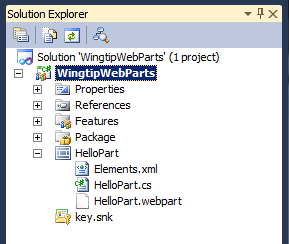 Solution Explorer
Solution 'WingtipWebParts' (1 project)
WingtipWebParts
Properties
References
Features
Package
HelloPart
Elements.xml
HelloPart.cs
HelloPart.webpart
key.snk